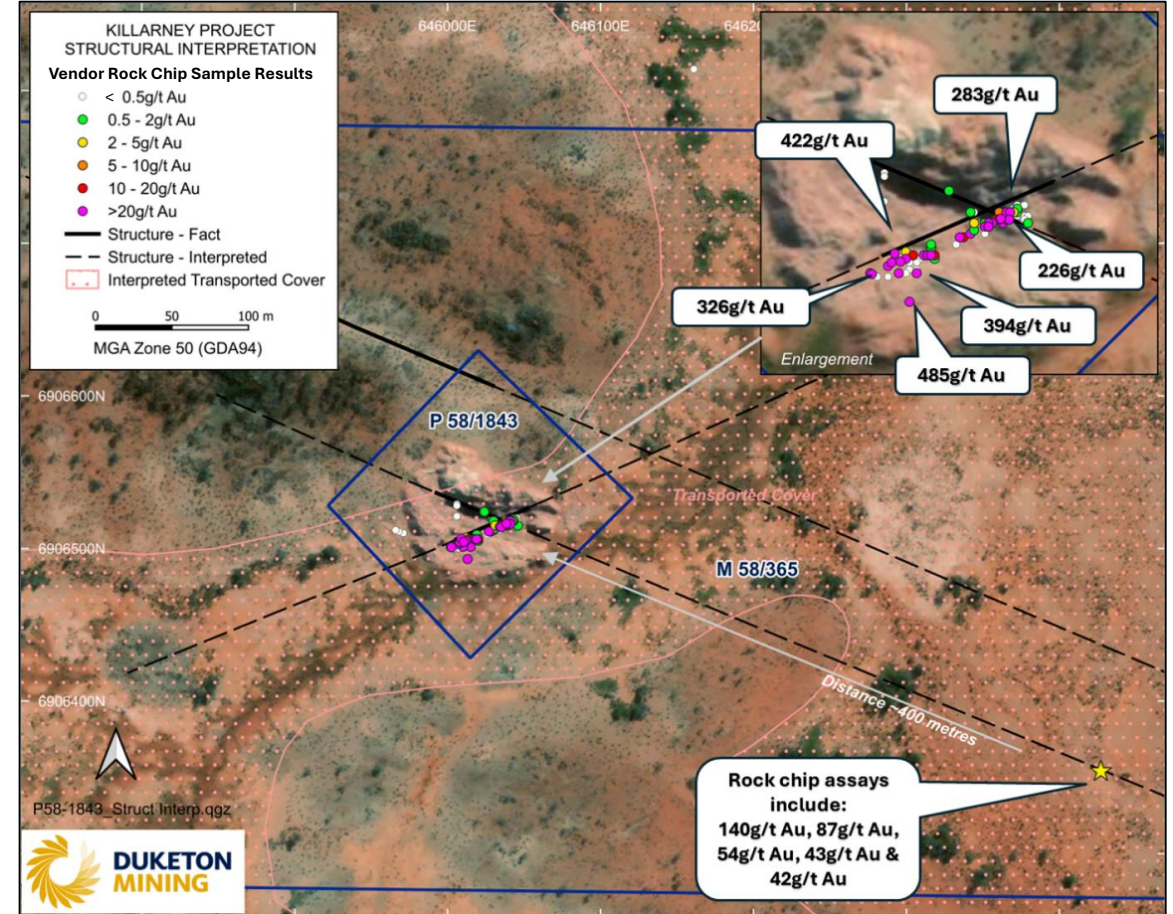 KILLARNEY PROJECT
STRUCTURAL INTERPRETATION
Vendor Rock Chip Sample Results
< 0.5g/t Au
0.5 - 2g/t Au
2 - 5g/t Au
5 - 10g/t Au
10 - 20g/t Au
>20g/t Au
Structure - Fact
Structure - Interpreted
Interpreted Transported Cover
0 50 100 m
MGA Zone 50 (GDA94)
646000E
646100E
64620
283g/t Au
422g/t Au
226g/t Au
326g/t Au
394g/t Au
Enlargement
485g/t Au
6906600N
P 58/1843
Transported Cover
6906500N
M 58/365
Distance ~400 metres
6906400N
Rock chip assays
include:
140g/t Au, 87g/t Au,
54g/t Au, 43g/t Au &
42g/t Au
P58-1843_Struct Interp.qgz
DUKETON
MINING